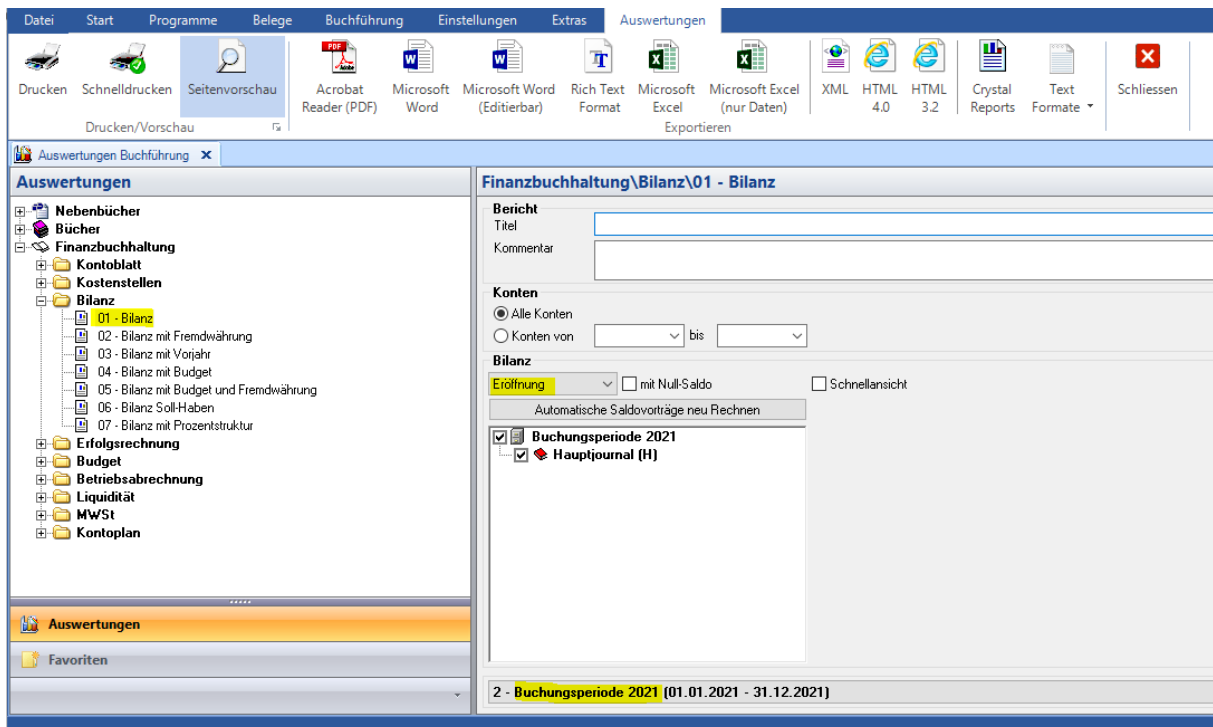 Datei Start Programme Belege Buchführung Einstellungen Extras Auswertungen
Drucken Schnelldrucken Seitenvorschau Acrobat Reader (PDF) Microsoft Word Microsoft Word (Editierbar) Rich Text Format Microsoft Excel Microsoft Excel (nur Daten) XML HTML 4.0 HTML 3.2 Crystal Reports Text Formate Schliessen
Drucken/Vorschau Exportieren
Auswertungen Buchführung
Auswertungen
Nebenbücher
Bücher
Finanzbuchhaltung
Kontoblatt
Kostenstellen
Bilanz
01 - Bilanz
02 - Bilanz mit Fremdwährung
03 - Bilanz mit Vorjahr
04 - Bilanz mit Budget
05 - Bilanz mit Budget und Fremdwährung
06 - Bilanz Soll-Haben
07 - Bilanz mit Prozentstruktur
Erfolgsrechnung
Budget
Betriebsabrechnung
Liquidität
MWSt
Kontoplan
Auswertungen
Favoriten
Finanzbuchhaltung\Bilanz\01 - Bilanz
Bericht
Titel
Kommentar
Konten
Alle Konten
Konten von bis
Bilanz
Eröffnung mit Null-Saldo Schnellansicht
Automatische Saldovorträge neu Rechnen
Buchungsperiode 2021
Hauptjournal (H)
2 - Buchungsperiode 2021 (01.01.2021 - 31.12.2021)